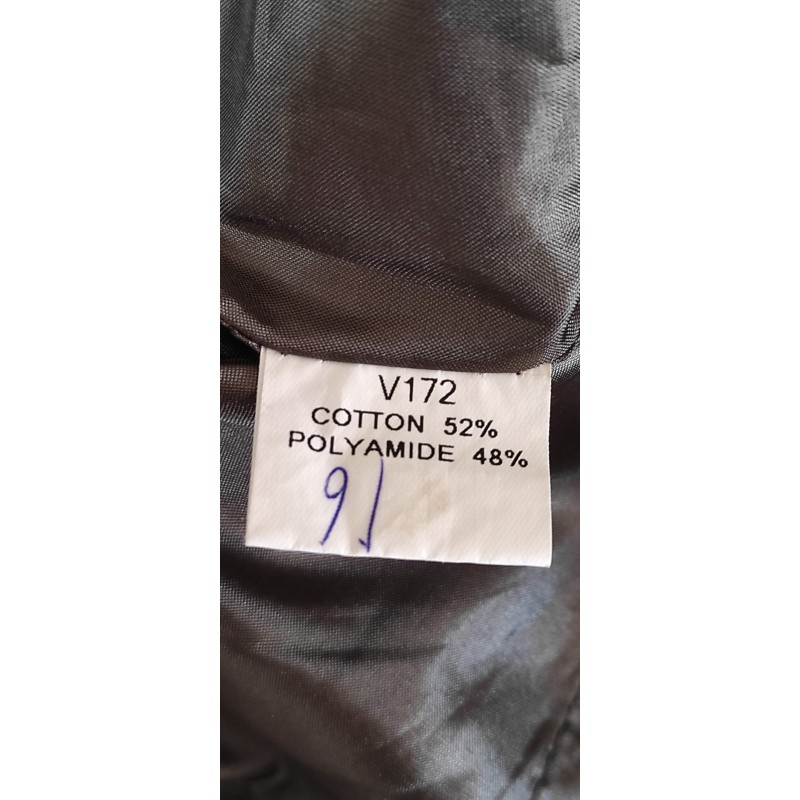 V172
COTTON 52%
POLYAMIDE 48%
91